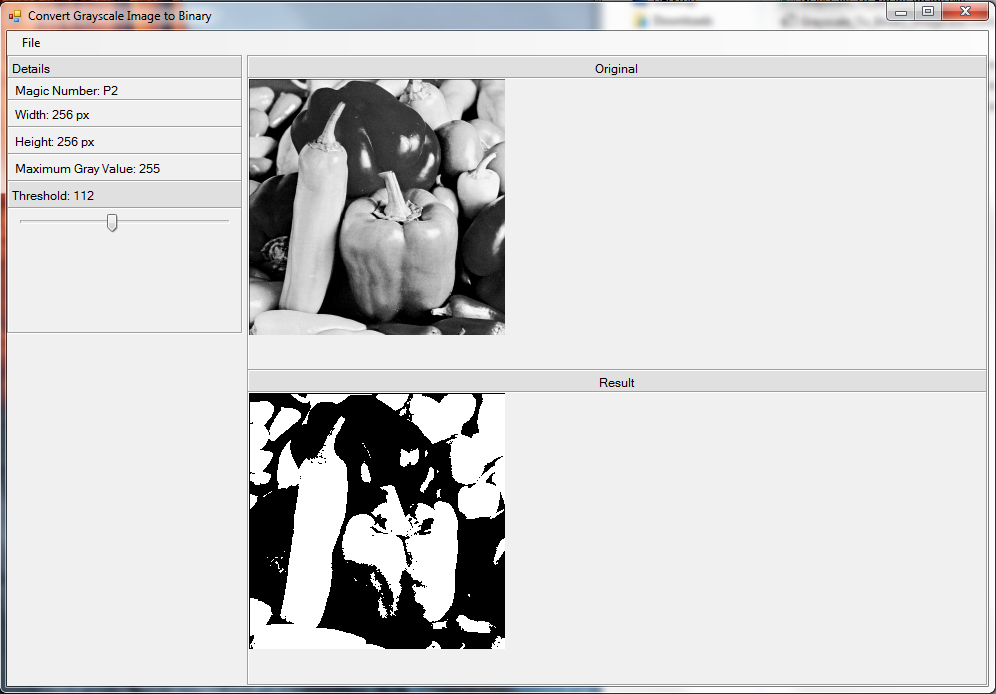 Convert Grayscale Image to Binary
Downloads
File
Details
Magic Number: P2
Width: 256 px
Height: 256 px
Maximum Gray Value: 255
Threshold: 112
Original
Result